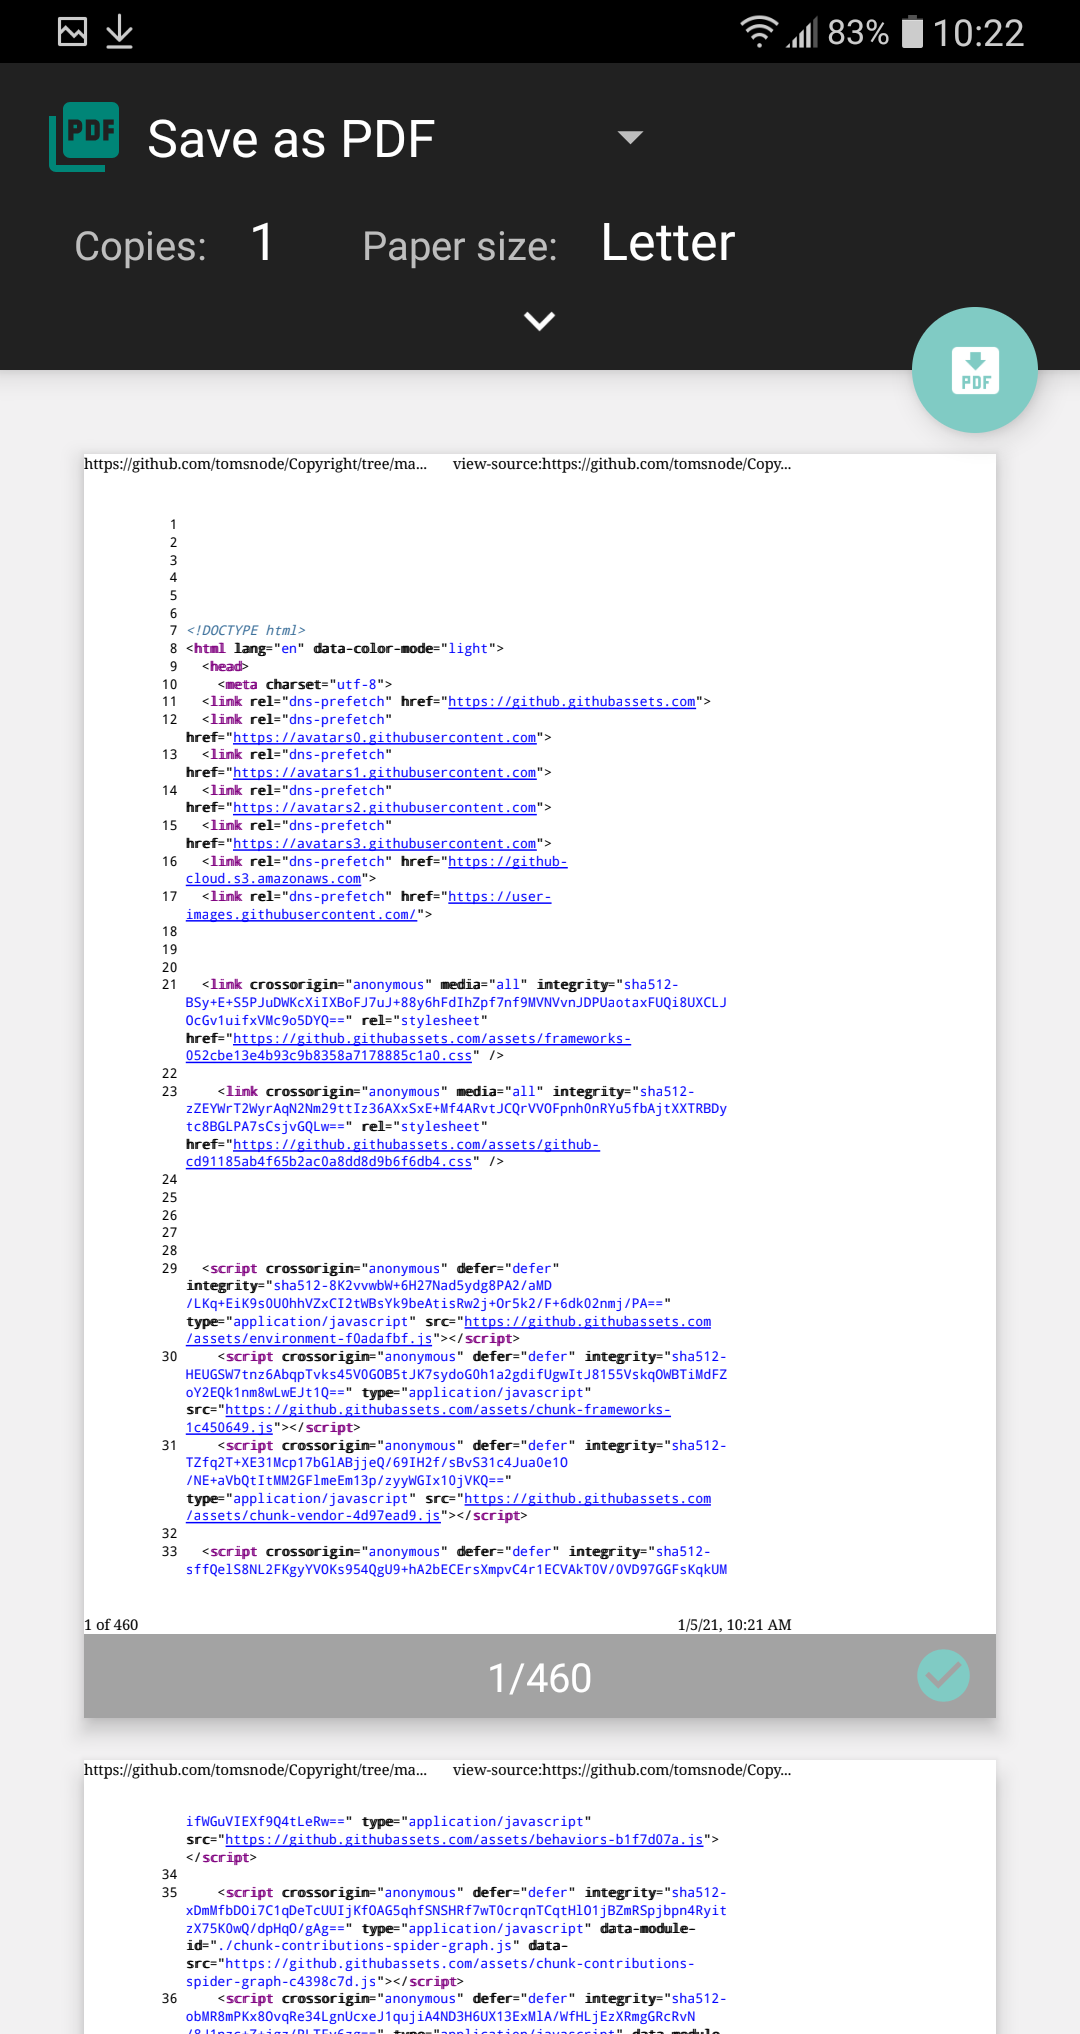 83% 10:22
PDF Save as PDF
Copies: 1 Paper size: Letter
PDF
https://github.com/tomsnode/Copyright/tree/ma... view-source:https://github.com/tomsnode/Copy...
1
2
3
4
5
6
7 <!DOCTYPE html>
8 <html lang="en" data-color-mode="light">
9 <head>
10 <meta charset="utf-8">
11 <link rel="dns-prefetch" href="https://github.githubassets.com">
12 <link rel="dns-prefetch"
href="https://avatars0.githubusercontent.com">
13 <link rel="dns-prefetch"
href="https://avatars1.githubusercontent.com">
14 <link rel="dns-prefetch"
href="https://avatars2.githubusercontent.com">
15 <link rel="dns-prefetch"
href="https://avatars3.githubusercontent.com">
16 <link rel="dns-prefetch" href="https://github-
cloud.s3.amazonaws.com">
17 <link rel="dns-prefetch" href="https://user-
images.githubusercontent.com/">
18
19
20
21 <link crossorigin="anonymous" media="all" integrity="sha512-
BSy+E+S5PJuDWKcXiIXBoFJ7uJ+88y6hFdIhZpf7nf9MVNVvnJDPUaotaxFUQi8UXCLJ
OcGv1uifxVMc9o5DYQ==" rel="stylesheet"
href="https://github.githubassets.com/assets/frameworks-
052cbe13e4b93c9b8358a7178885c1a0.css" />
22
23 <link crossorigin="anonymous" media="all" integrity="sha512-
zZEYWrT2WyrAqN2Nm29ttIz36AXxSxE+Mf4ARvtJCQrVVOFpnh0nRYu5fbAjtXXTRBDy
tc8BGLPA7sCsjvGQLw==" rel="stylesheet"
href="https://github.githubassets.com/assets/github-
cd91185ab4f65b2ac0a8dd8d9b6f6db4.css" />
24
25
26
27
28
29 <script crossorigin="anonymous" defer="defer"
integrity="sha512-8K2vvwbW+6H27Nad5ydg8PA2/aMD
/LKq+EiK9sOU0hhVZxCI2tWBsYk9beAtisRw2j+Or5k2/F+6dkO2nmj/PA=="
type="application/javascript" src="https://github.githubassets.com
/assets/environment-f0adafbf.js"></script>
30 <script crossorigin="anonymous" defer="defer" integrity="sha512-
HEUGSW7tnz6AbqpTvks45V0GOB5tJK7sydoG0h1a2gdifUgwItJ8155VskqOWBTiMdFZ
oY2EQk1nm8wLwEJt1Q==" type="application/javascript"
src="https://github.githubassets.com/assets/chunk-frameworks-
1c450649.js"></script>
31 <script crossorigin="anonymous" defer="defer" integrity="sha512-
TZfq2T+XE31Mcp17bGlABjjeQ/69IH2f/sBvS31c4Jua0e1O
/NE+aVbQtItMM2GFlmeEm13p/zyyWGIx10jVKQ=="
type="application/javascript" src="https://github.githubassets.com
/assets/chunk-vendor-4d97ead9.js"></script>
32
33 <script crossorigin="anonymous" defer="defer" integrity="sha512-
sffQelS8NL2FKgyYVOKs954QgU9+hA2bECErsXmpvC4r1ECVAkT0V/0VD97GGFsKqkUM
1 of 460 1/5/21, 10:21 AM
1/460
https://github.com/tomsnode/Copyright/tree/ma... view-source:https://github.com/tomsnode/Copy...
ifWGuVIEXf9Q4tLeRw==" type="application/javascript"
src="https://github.githubassets.com/assets/behaviors-b1f7d07a.js">
</script>
34
35 <script crossorigin="anonymous" defer="defer" integrity="sha512-
xDmMfbDOi7C1qDeTcUUIjKfOAG5qhfSNSHRf7wT0crqnTCqtHlO1jBZmRSpjbpn4Ryit
zX75K0wQ/dpHqO/gAg==" type="application/javascript" data-module-
id="./chunk-contributions-spider-graph.js" data-
src="https://github.githubassets.com/assets/chunk-contributions-
spider-graph-c4398c7d.js"></script>
36 <script crossorigin="anonymous" defer="defer" integrity="sha512-
obMR8mPKx8OvqRe34LgnUcxeJ1qujiA4ND3H6UX13ExMlA/WfHLjEzXRmgGRcRvN
type="application/javascript" data-module-